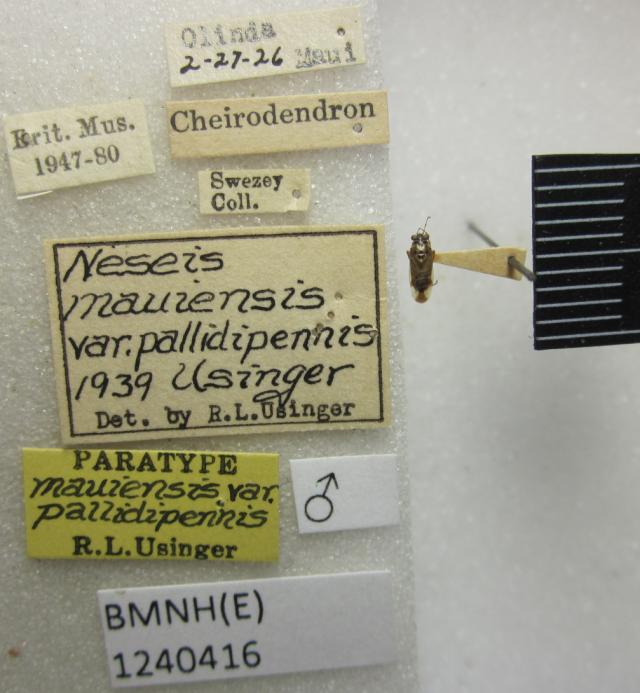 Olinda
2-27-26 Maui
Brit. Mus.
1947-80
Cheirodendron
Swezey
Coll.
Neseis
mauiensis
var. pallidipennis
1939 Usinger
Det. by R.L.Usinger
PARATYPE
mauiensis var.
pallidipennis
R.L.Usinger
♂
BMNH(E)
1240416